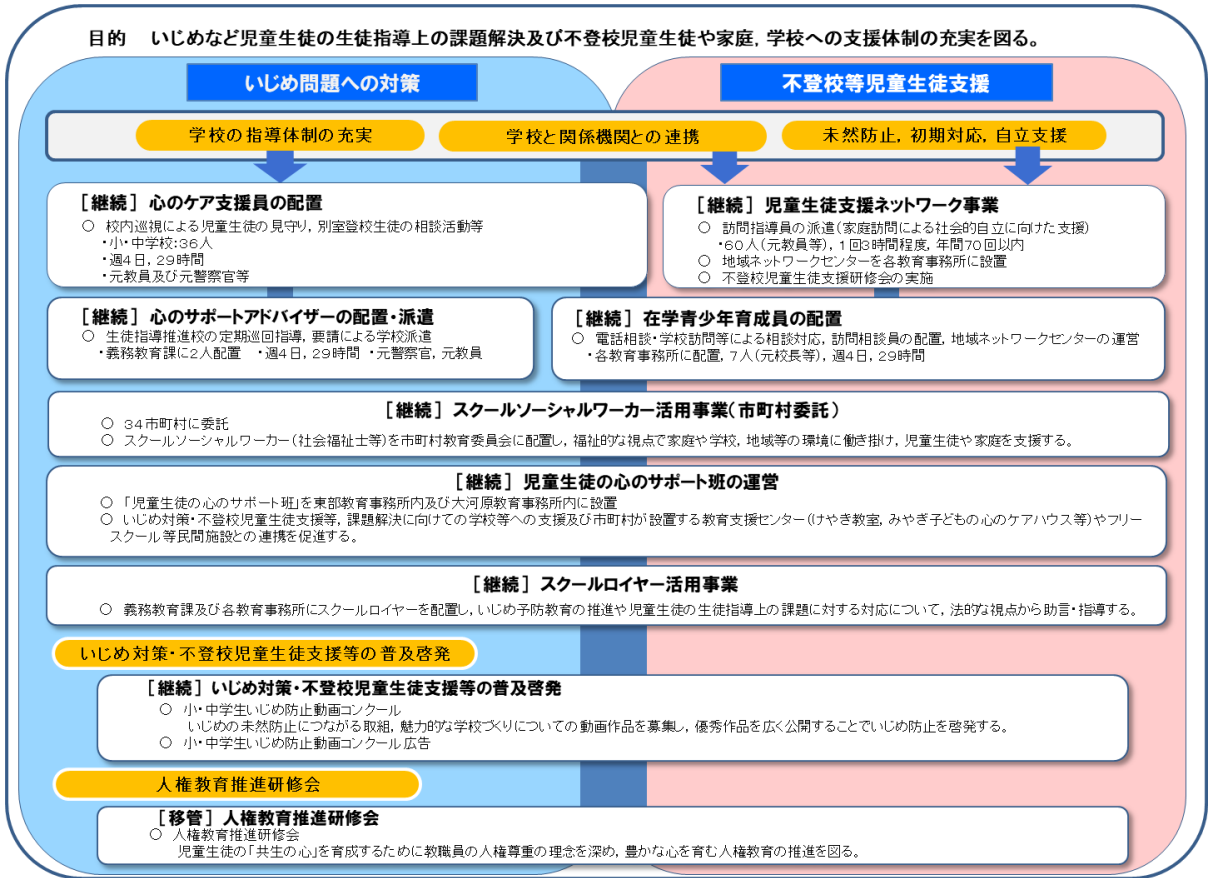 目的　いじめなど児童生徒の生徒指導上の課題解決及び不登校児童生徒や家庭，学校への支援体制の充実を図る。
いじめ問題への対策
不登校等児童生徒支援
学校の指導体制の充実
学校と関係機関との連携
未然防止，初期対応，自立支援
［継続］心のケア支援員の配置
○ 校内巡視による児童生徒の見守り，別室登校生徒の相談活動等
・小・中学校：36人
・週4日，29時間
・元教員及び元警察官等
［継続］児童生徒支援ネットワーク事業
○ 訪問指導員の派遣（家庭訪問による社会的自立に向けた支援）
・60人（元教員等），1回3時間程度，年間70回以内
○ 地域ネットワークセンターを各教育事務所に設置
○ 不登校児童生徒支援研修会の実施
［継続］心のサポートアドバイザーの配置・派遣
○ 生徒指導推進校の定期巡回指導，要請による学校派遣
・義務教育課に2人配置　・週4日，29時間　・元警察官，元教員
［継続］在学青少年育成員の配置
○ 電話相談・学校訪問等による相談対応，訪問相談員の配置，地域ネットワークセンターの運営
・各教育事務所に配置，7人（元校長等），週4日，29時間
［継続］スクールソーシャルワーカー活用事業（市町村委託）
○ 34市町村に委託
○ スクールソーシャルワーカー（社会福祉士等）を市町村教育委員会に配置し，福祉的な視点で家庭や学校，地域等の環境に働き掛け，児童生徒や家庭を支援する。
［継続］児童生徒の心のサポート班の運営
○ 「児童生徒の心のサポート班」を東部教育事務所内及び大河原教育事務所内に設置
○ いじめ対策・不登校児童生徒支援等，課題解決に向けての学校等への支援及び市町村が設置する教育支援センター（けやき教室，みやぎ子どもの心のケアハウス等）やフリー
スクール等民間施設との連携を促進する。
［継続］スクールロイヤー活用事業
○ 義務教育課及び各教育事務所にスクールロイヤーを配置し，いじめ予防教育の推進や児童生徒の生徒指導上の課題に対する対応について，法的な視点から助言・指導する。
いじめ対策・不登校児童生徒支援等の普及啓発
［継続］いじめ対策・不登校児童生徒支援等の普及啓発
○ 小・中学生いじめ防止動画コンクール
いじめの未然防止につながる取組，魅力的な学校づくりについての動画作品を募集し，優秀作品を広く公開することでいじめ防止を啓発する。
○ 小・中学生いじめ防止動画コンクール広告
人権教育推進研修会
［移管］人権教育推進研修会
○ 人権教育推進研修会
児童生徒の「共生の心」を育成するために教職員の人権尊重の理念を深め，豊かな心を育む人権教育の推進を図る。